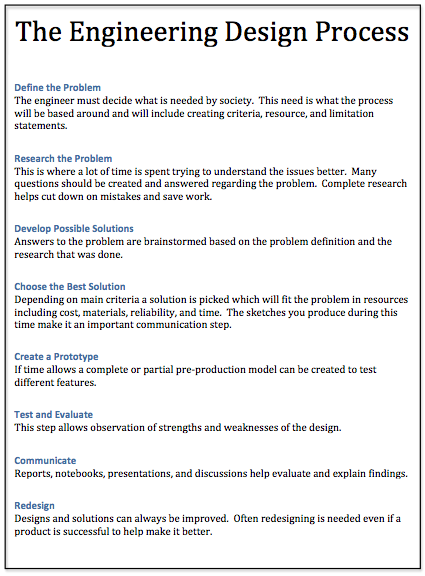 The Engineering Design Process
Define the Problem
The engineer must decide what is needed by society.  This need is what the process
will be based around and will include creating criteria, resource, and limitation
statements.
Research the Problem
This is where a lot of time is spent trying to understand the issues better.  Many
questions should be created and answered regarding the problem.  Complete research
helps cut down on mistakes and save work.
Develop Possible Solutions
Answers to the problem are brainstormed based on the problem definition and the
research that was done.
Choose the Best Solution
Depending on main criteria a solution is picked which will fit the problem in resources
including cost, materials, reliability, and time.  The sketches you produce during this
time make it an important communication step.
Create a Prototype
If time allows a complete or partial pre-production model can be created to test
different features.
Test and Evaluate
This step allows observation of strengths and weaknesses of the design.
Communicate
Reports, notebooks, presentations, and discussions help evaluate and explain findings.
Redesign
Designs and solutions can always be improved.  Often redesigning is needed even if a
product is successful to help make it better.